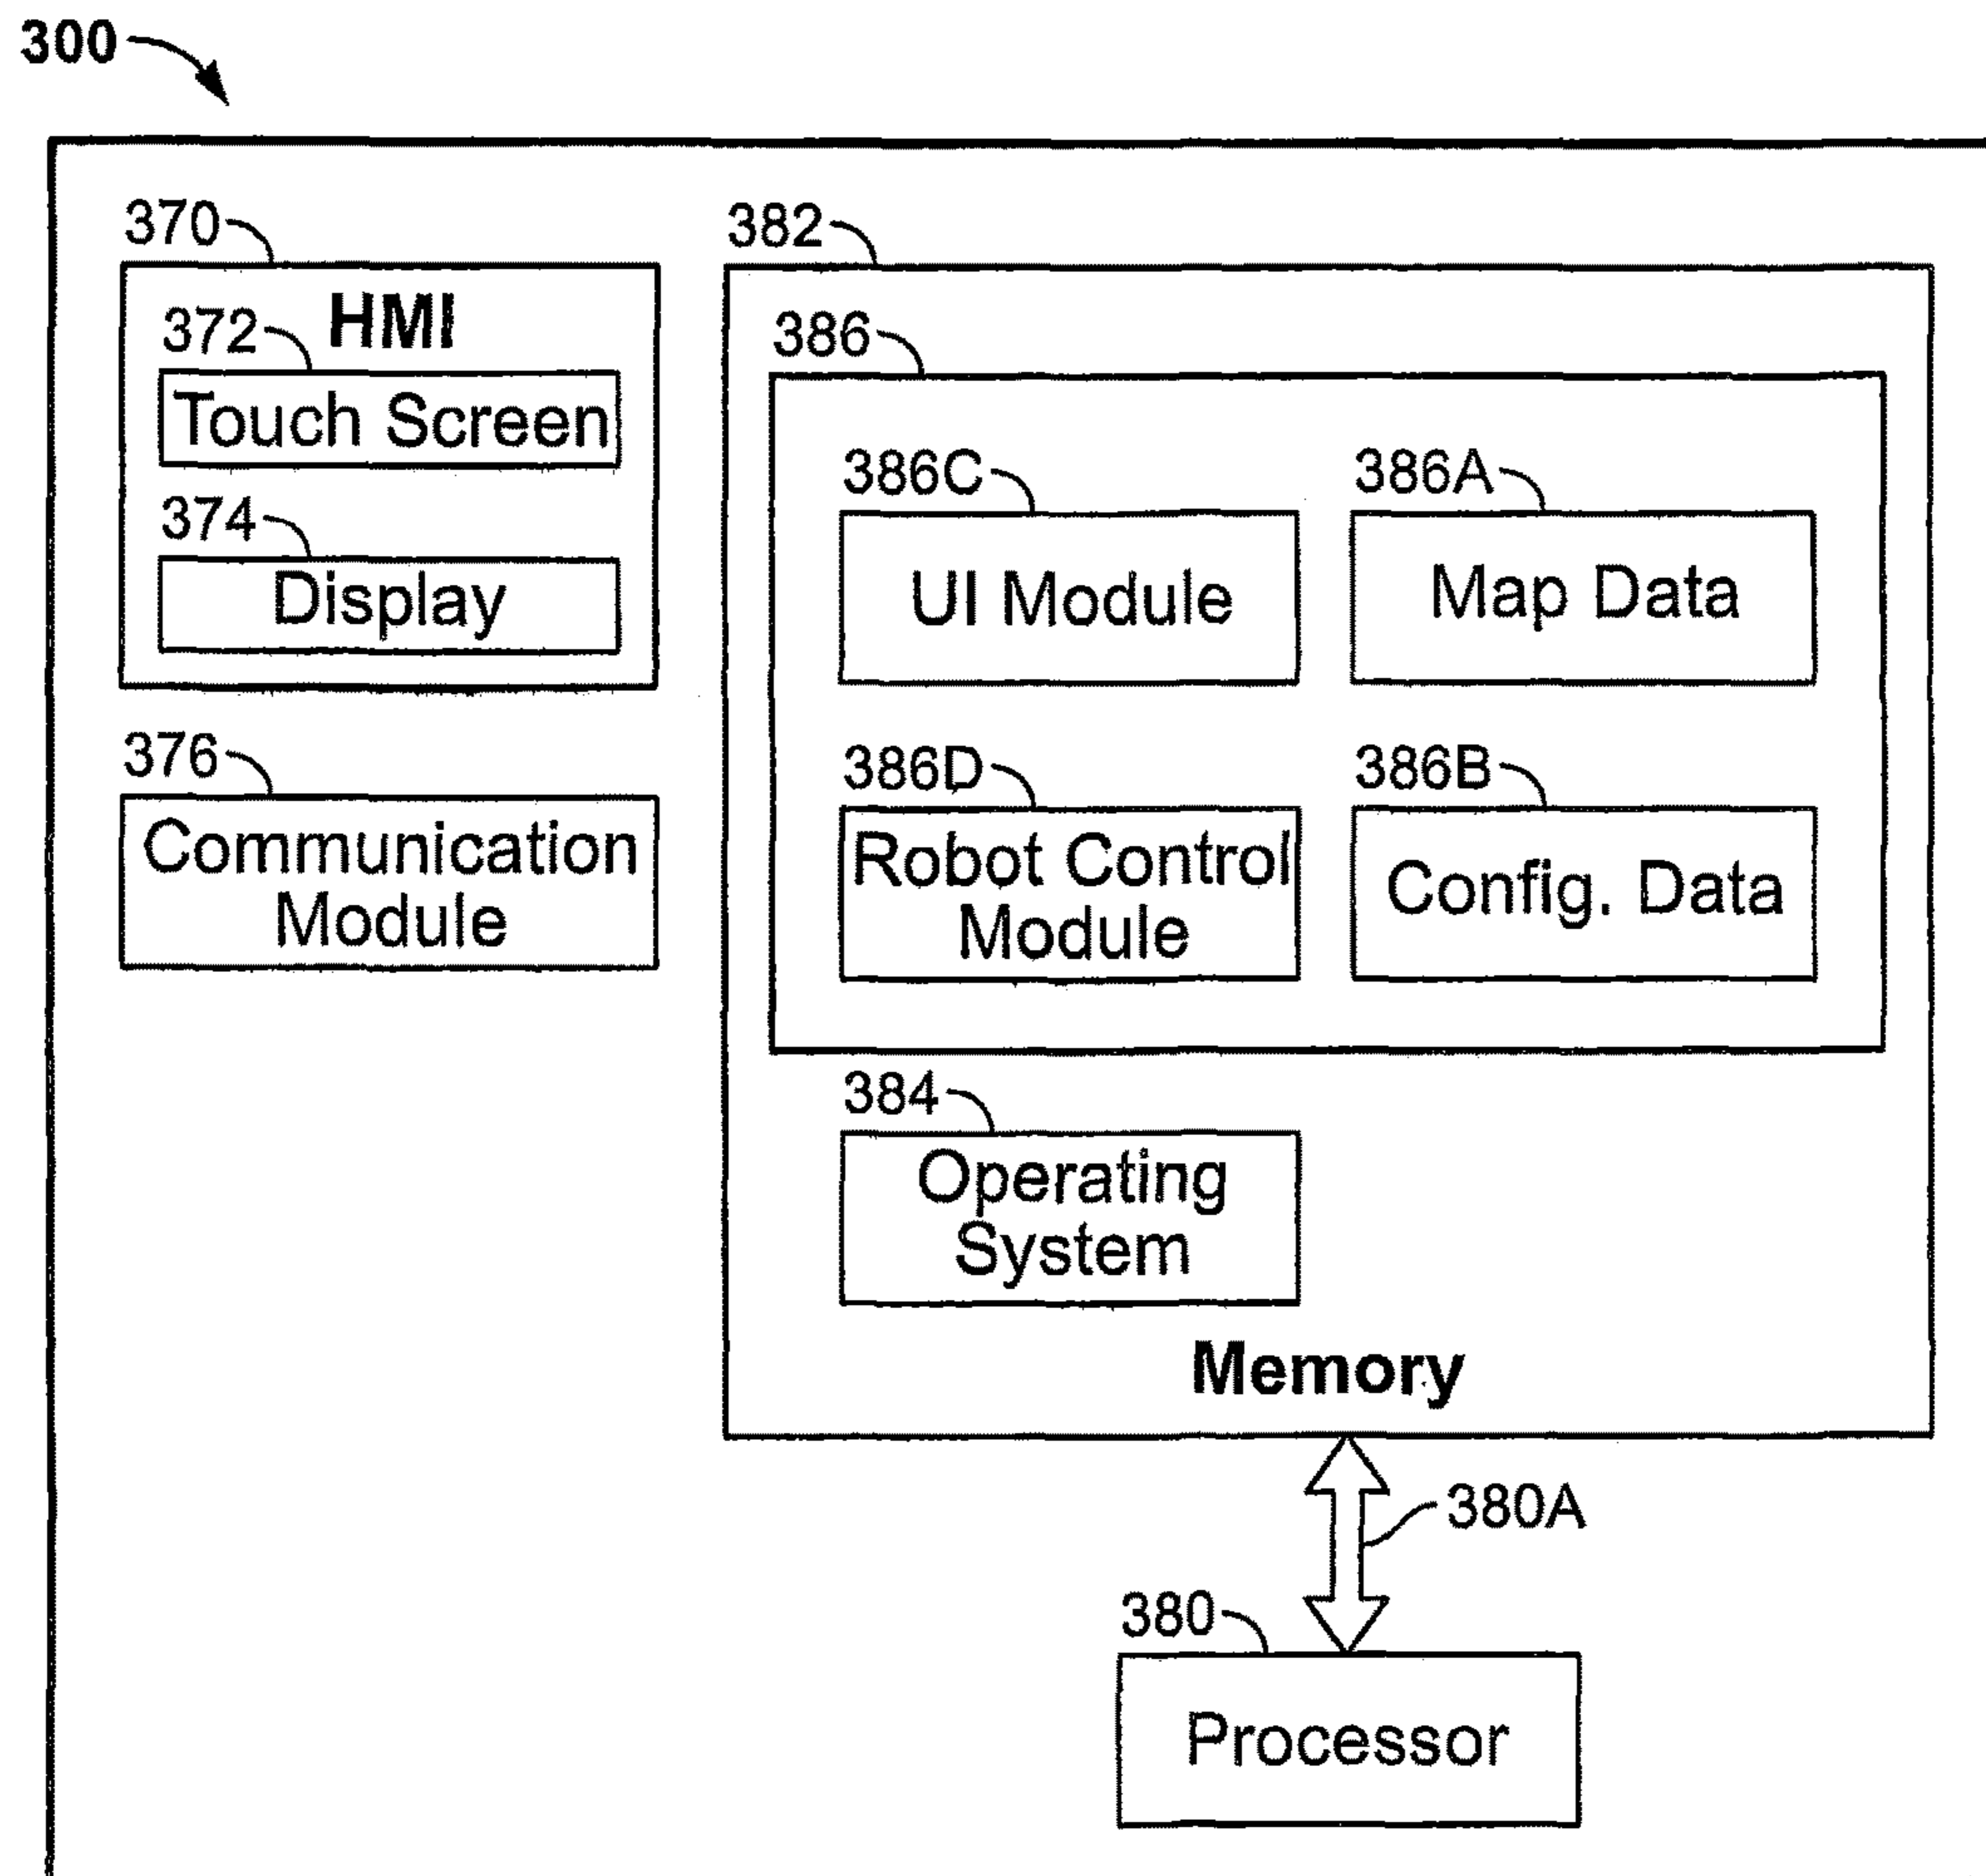 300
370
HMI
372
Touch Screen
374
Display
376
Communication
Module
382
386
386C
UI Module
386A
Map Data
386D
Robot Control
Module
386B
Config. Data
384
Operating
System
Memory
380A
380
Processor